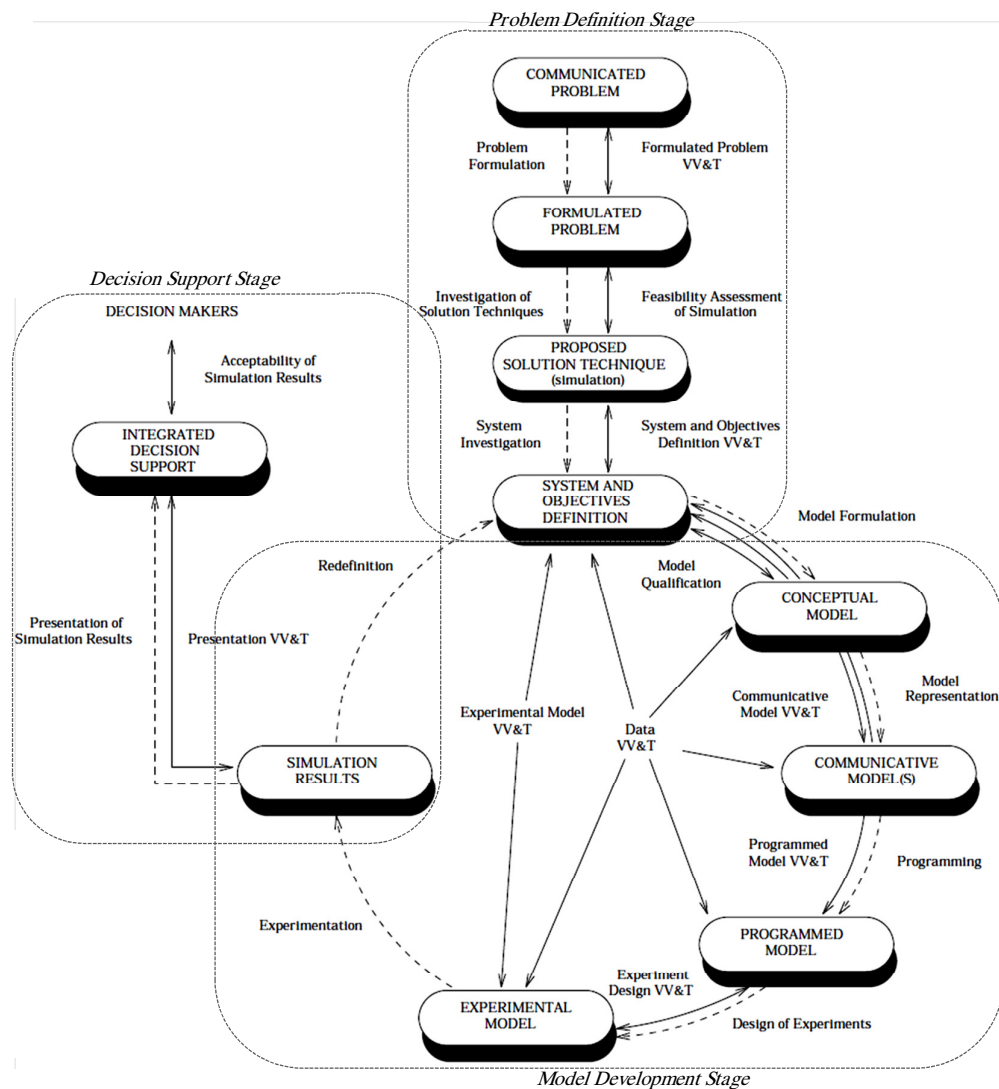 Problem Definition Stage
COMMUNICATED
PROBLEM
Problem
Formulation
Formulated Problem
VV&T
FORMULATED
PROBLEM
Decision Support Stage
DECISION MAKERS
Investigation of
Solution Techniques
Feasibility Assessment
of Simulation
Acceptability of
Simulation Results
PROPOSED
SOLUTION TECHNIQUE
(simulation)
INTEGRATED
DECISION
SUPPORT
System
Investigation
System and Objectives
Definition VV&T
SYSTEM AND
OBJECTIVES
DEFINITION
Model Formulation
Redefinition
Model
Qualification
CONCEPTUAL
MODEL
Presentation of
Simulation Results
Presentation VV&T
Experimental Model
VV&T
Data
VV&T
Communicative
Model VV&T
Model
Representation
SIMULATION
RESULTS
COMMUNICATIVE
MODEL(S)
Programmed
Model VV&T
Programming
Experimentation
PROGRAMMED
MODEL
Experiment
Design VV&T
EXPERIMENTAL
MODEL
Design of Experiments
Model Development Stage